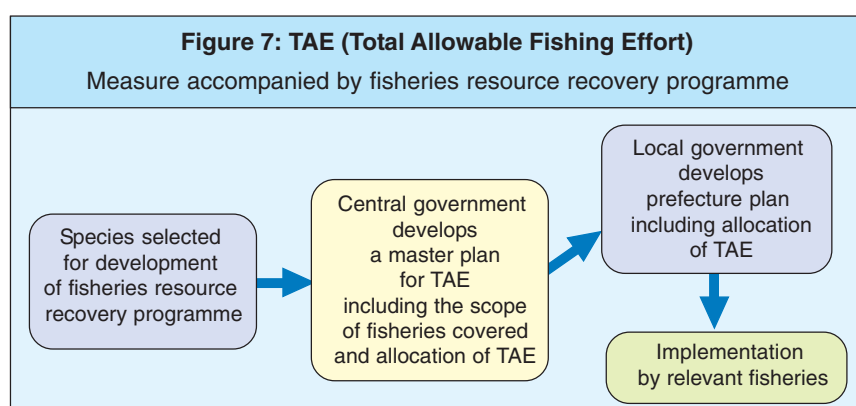 Figure 7: TAE (Total Allowable Fishing Effort)
Measure accompanied by fisheries resource recovery programme
Species selected
for development
of fisheries resource
recovery programme
Central government
develops
a master plan
for TAE
including the scope
of fisheries covered
and allocation of TAE
Local government
develops
prefecture plan
including allocation
of TAE
Implementation
by relevant fisheries